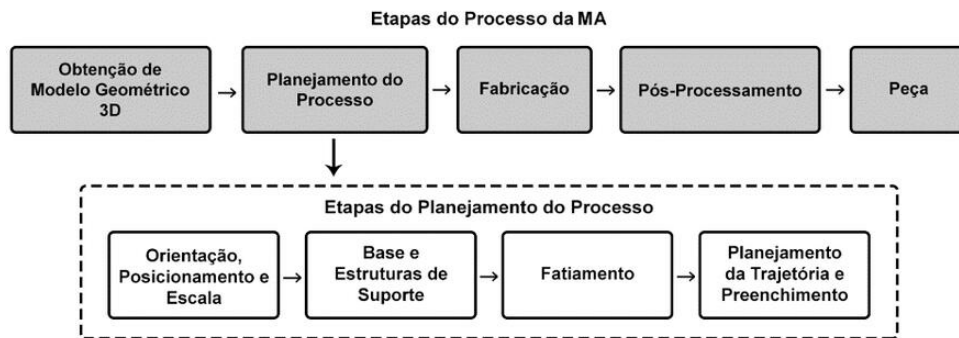 Etapas do Processo da MA
Obtenção de
Modelo Geométrico
3D
Planejamento do
Processo
Fabricação
Pós-Processamento
Peça
Etapas do Planejamento do Processo
Orientação,
Posicionamento e
Escala
Base e
Estruturas de
Suporte
Fatiamento
Planejamento
da Trajetória e
Preenchimento